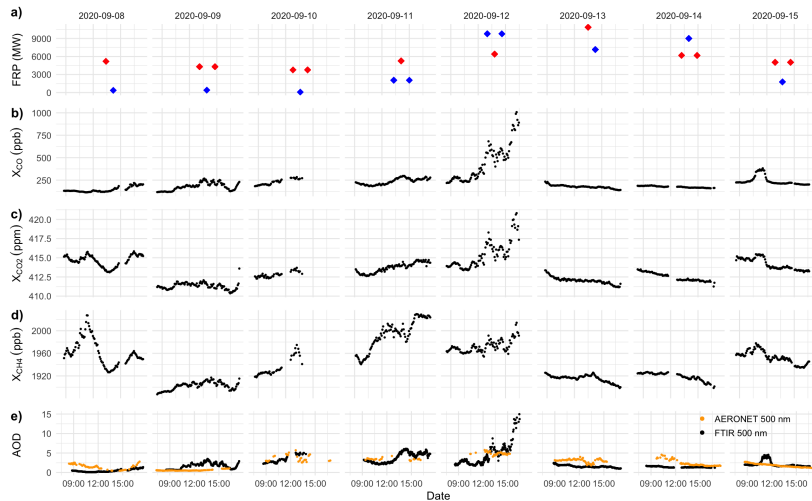 a)
2020-09-08 2020-09-09 2020-09-10 2020-09-11 2020-09-12 2020-09-13 2020-09-14 2020-09-15
FRP (MW)
9000
6000
3000
0
b)
XCO (ppb)
1000
750
500
250
c)
XCO2 (ppm)
420.0
417.5
415.0
412.5
410.0
d)
XCH4 (ppb)
2000
1960
1920
e)
AOD
15
10
5
0
AERONET 500 nm
FTIR 500 nm
09:00 12:00 15:00 09:00 12:00 15:00 09:00 12:00 15:00 09:00 12:00 15:00 09:00 12:00 15:00 09:00 12:00 15:00 09:00 12:00 15:00 09:00 12:00 15:00
Date